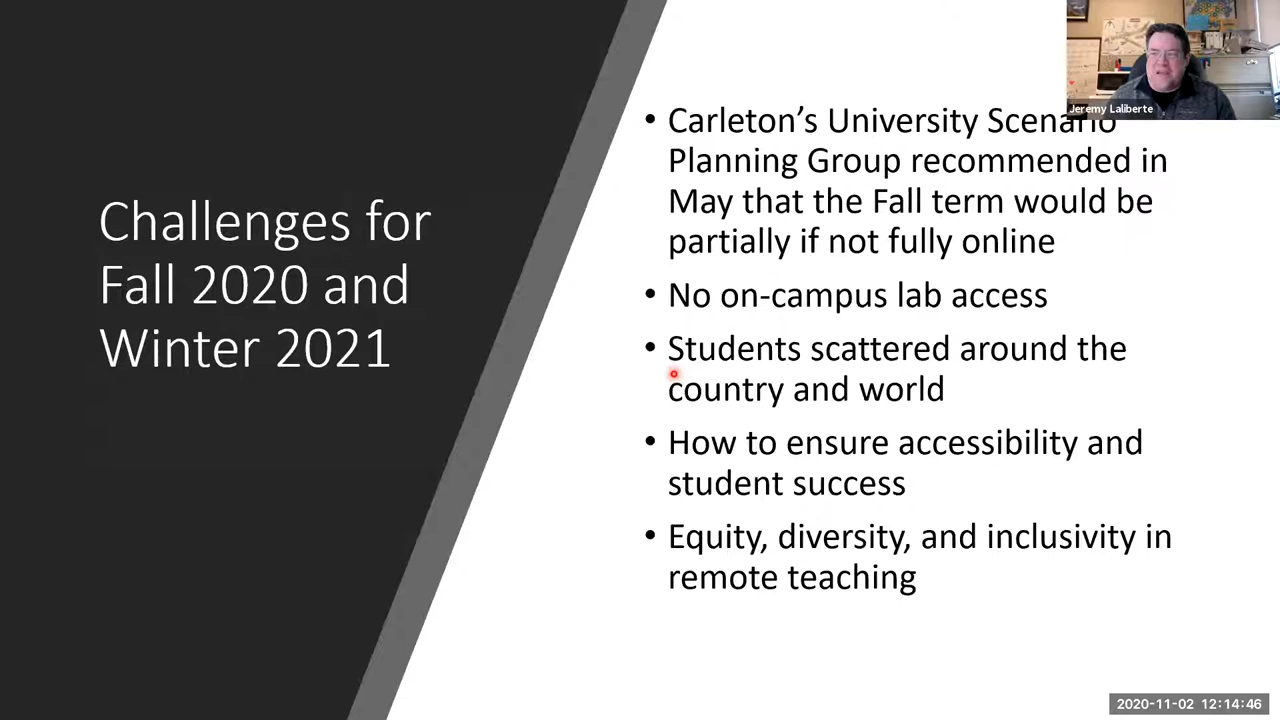 Jeremy Laliberte
Challenges for
Fall 2020 and
Winter 2021
• Carleton's University Scenario
Planning Group recommended in
May that the Fall term would be
partially if not fully online
• No on-campus lab access
• Students scattered around the
country and world
• How to ensure accessibility and
student success
• Equity, diversity, and inclusivity in
remote teaching
2020-11-02 12:14:46